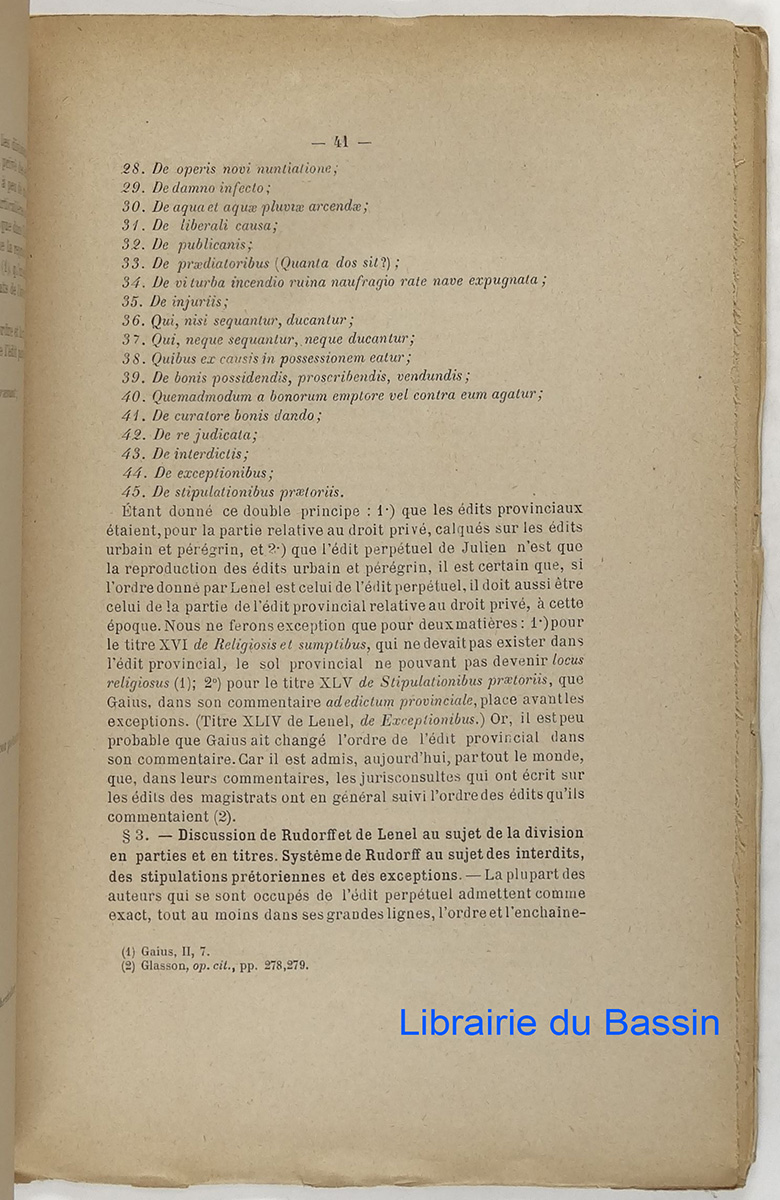 — 41 —
28. De operis novi nuntiatione;
29. De damno infecto;
30. De aqua et aquæ pluviæ arcendæ;
31. De liberali causa;
32. De publicanis;
33. De prædiatoribus (Quanta dos sit?);
34. De vi turba incendio ruina naufragio rate nave expugnata;
35. De injuriis;
36. Qui, nisi sequantur, ducantur;
37. Qui, neque sequantur, neque ducantur;
38. Quibus ex causis in possessionem eatur;
39. De bonis possidendis, proscribendis, vendundis;
40. Quemadmodum a bonorum emptore vel contra eum agatur;
41. De curatore bonis dando;
42. De re judicata;
43. De interdictis;
44. De exceptionibus;
45. De stipulationibus prætoriis.
Étant donné ce double principe : 1°) que les édits provinciaux
étaient, pour la partie relative au droit privé, calqués sur les édits
urbain et pérégrin, et 2°) que l'édit perpétuel de Julien n'est que
la reproduction des édits urbain et pérégrin, il est certain que, si
l'ordre donné par Lenel est celui de l'édit perpétuel, il doit aussi être
celui de la partie de l'édit provincial relative au droit privé, à cette
époque. Nous ne ferons exception que pour deux matières : 1°) pour
le titre XVI de Religiosis et sumptibus, qui ne devait pas exister dans
l'édit provincial, le sol provincial ne pouvant pas devenir locus
religiosus (1); 2°) pour le titre XLV de Stipulationibus prætoriis, que
Gaius, dans son commentaire ad edictum provinciale, place avant les
exceptions. (Titre XLIV de Lenel, de Exceptionibus.) Or, il est peu
probable que Gaius ait changé l'ordre de l'édit provincial dans
son commentaire. Car il est admis, aujourd'hui, par tout le monde,
que, dans leurs commentaires, les jurisconsultes qui ont écrit sur
les édits des magistrats ont en général suivi l'ordre des édits qu'ils
commentaient (2).
§ 3. — Discussion de Rudorff et de Lenel au sujet de la division
en parties et en titres. Système de Rudorff au sujet des interdits,
des stipulations prétoriennes et des exceptions. — La plupart des
auteurs qui se sont occupés de l'édit perpétuel admettent comme
exact, tout au moins dans ses grandes lignes, l'ordre et l'enchaine-
(1) Gaius, II, 7.
(2) Glasson, op. cit., pp. 278,279.
Librairie du Bassin